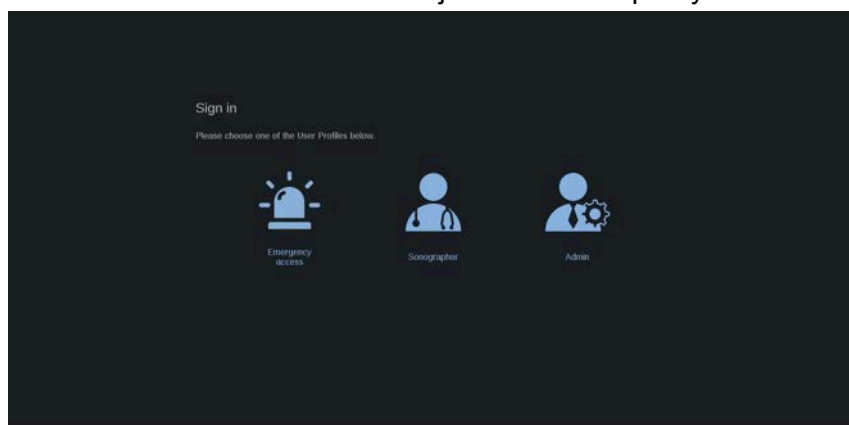 Sign in
Please choose one of the User Profiles below.
Emergency
access
Sonographer
Admin